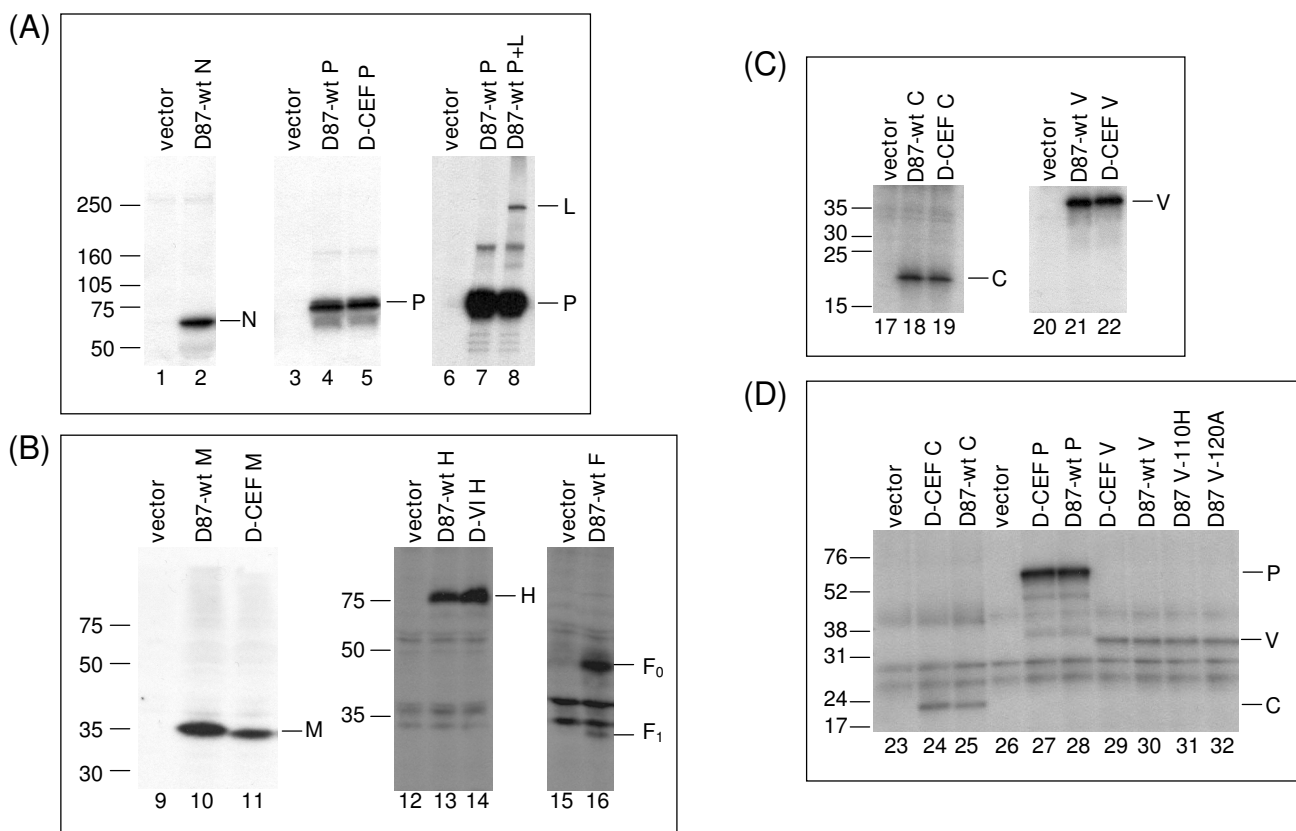 (A)
vector
D87-wt N
vector
D87-wt P
D-CEF P
vector
D87-wt P
D87-wt P+L
250
160
105
75
50
N
P
L
P
1 2 3 4 5 6 7 8
(B)
vector
D87-wt M
D-CEF M
vector
D87-wt H
D-VI H
vector
D87-wt F
75
50
35
30
M
75
50
35
H
F0
F1
9 10 11 12 13 14 15 16
(C)
vector
D87-wt C
D-CEF C
vector
D87-wt V
D-CEF V
35
30
25
15
C
V
17 18 19 20 21 22
(D)
vector
D-CEF C
D87-wt C
vector
D-CEF P
D87-wt P
D-CEF V
D87-wt V
D87 V-110H
D87 V-120A
76
52
38
31
24
17
P
V
C
23 24 25 26 27 28 29 30 31 32